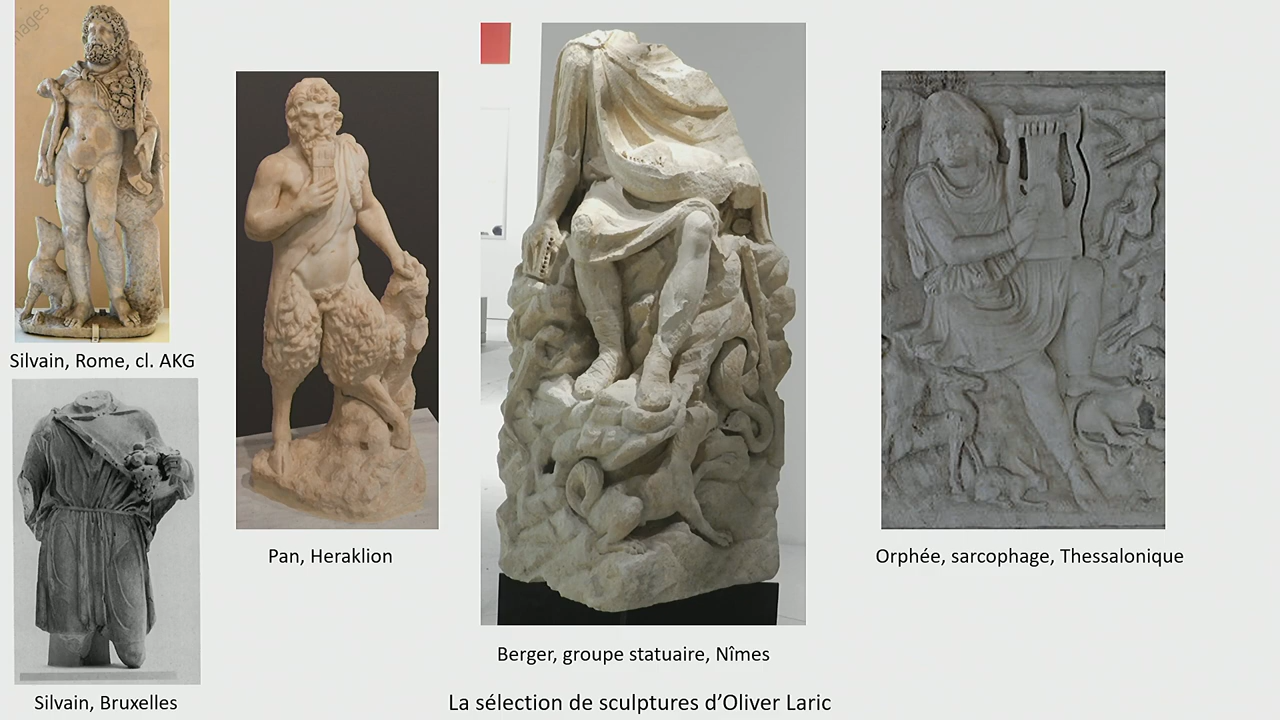 Silvain, Rome, cl. AKG
Pan, Heraklion
Orphée, sarcophage, Thessalonique
Berger, groupe statuaire, Nîmes
Silvain, Bruxelles
La sélection de sculptures d’Oliver Laric